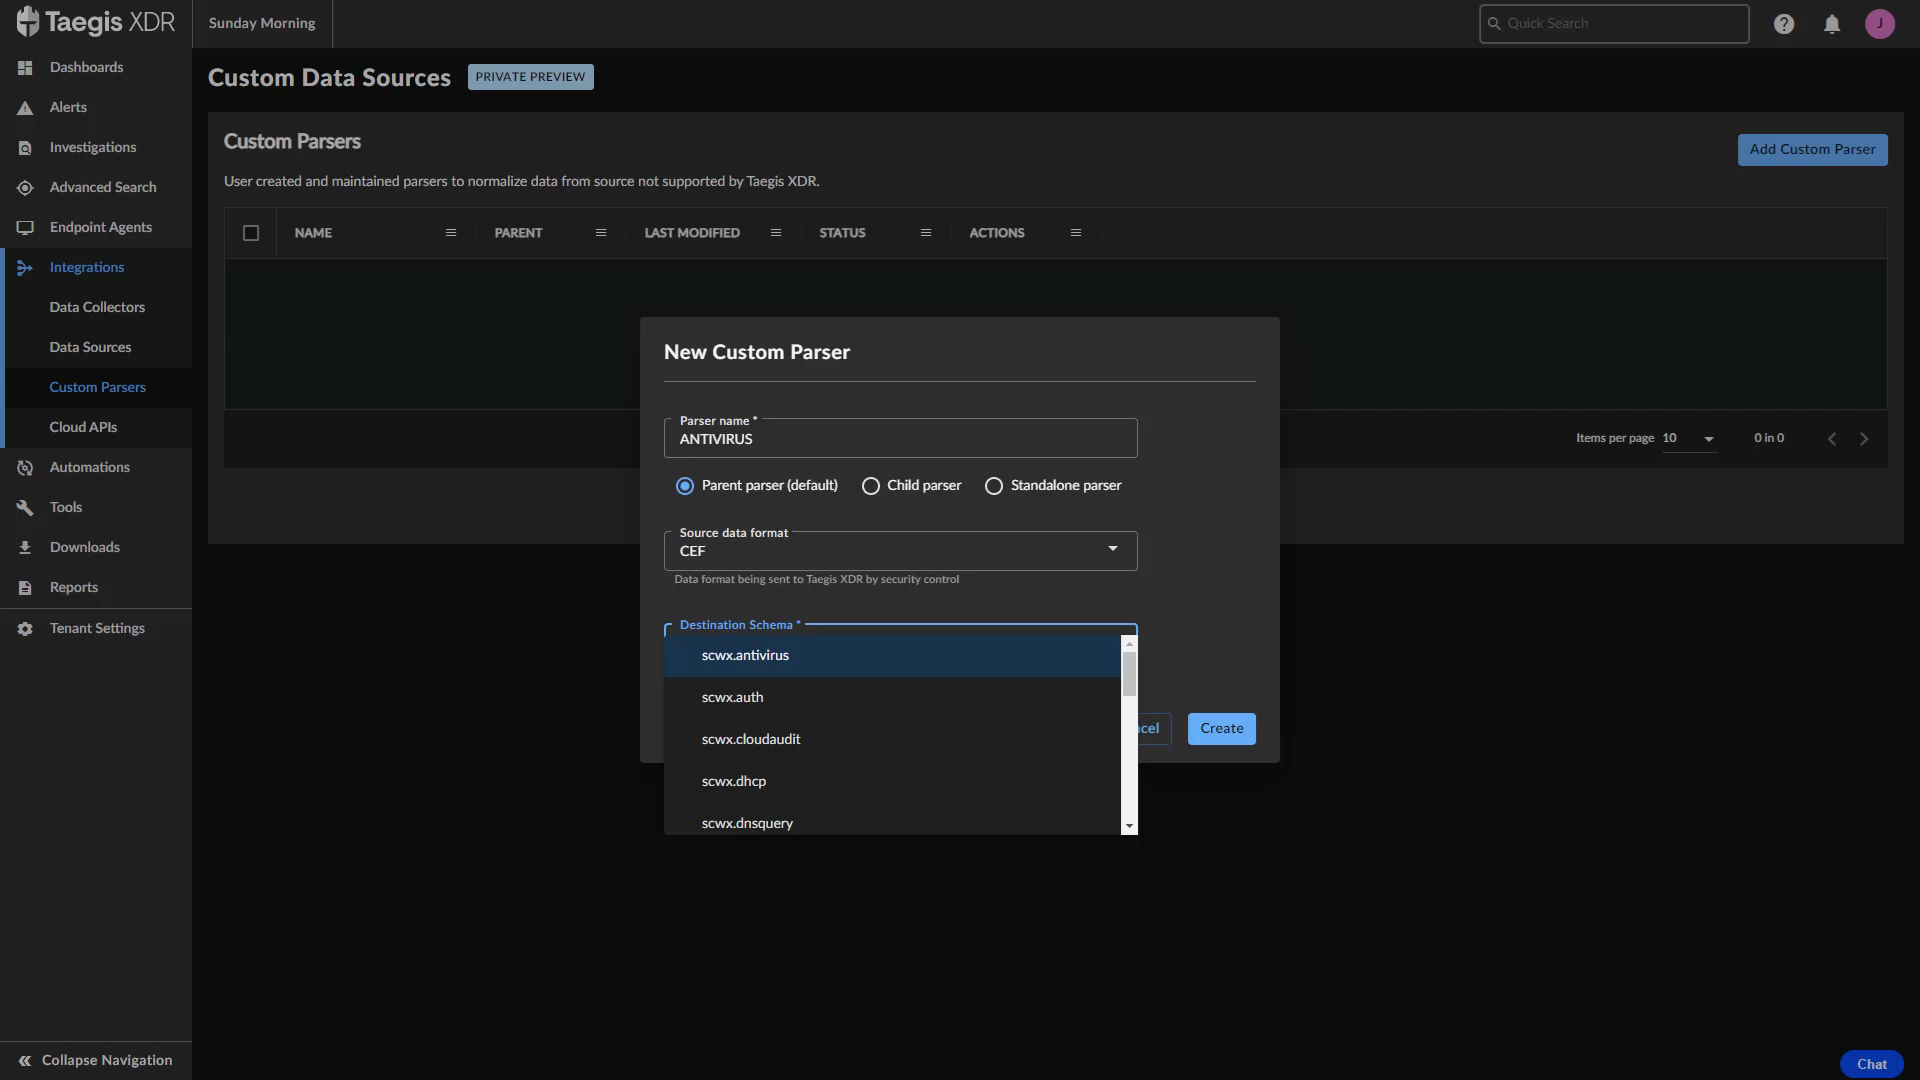 Taegis XDR
Sunday Morning
Quick Search
J
Dashboards
Alerts
Investigations
Advanced Search
Endpoint Agents
Integrations
Data Collectors
Data Sources
Custom Parsers
Cloud APIs
Automations
Tools
Downloads
Reports
Tenant Settings
Collapse Navigation
Custom Data Sources
PRIVATE PREVIEW
Custom Parsers
Add Custom Parser
User created and maintained parsers to normalize data from source not supported by Taegis XDR.
NAME PARENT LAST MODIFIED STATUS ACTIONS
Items per page 10 0 in 0
New Custom Parser
Parser name *
ANTIVIRUS
Parent parser (default) Child parser Standalone parser
Source data format
CEF
Data format being sent to Taegis XDR by security control
Destination Schema *
scwx.antivirus
scwx.auth
scwx.cloudaudit
scwx.dhcp
scwx.dnsquery
cel
Create
Chat